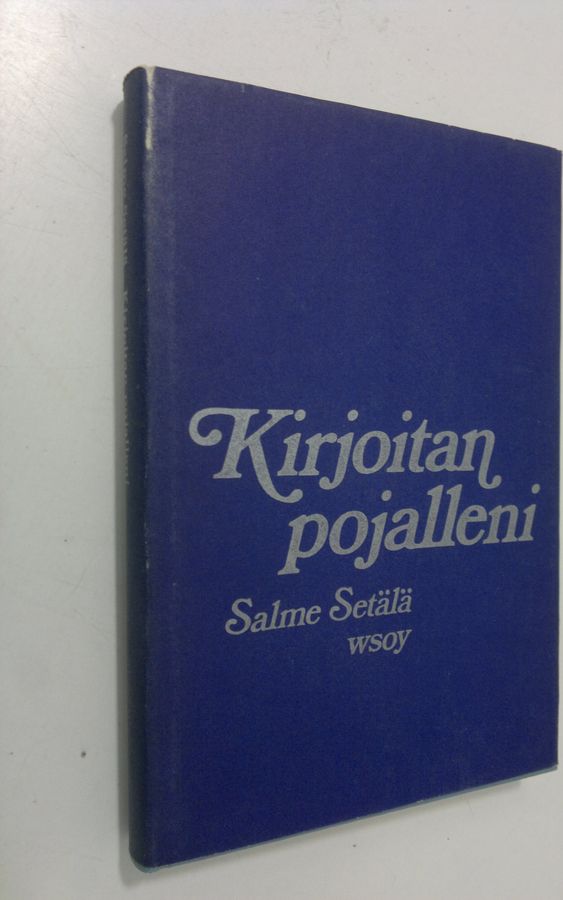 Kirjoitan
pojalleni
Salme Setälä
wsoy